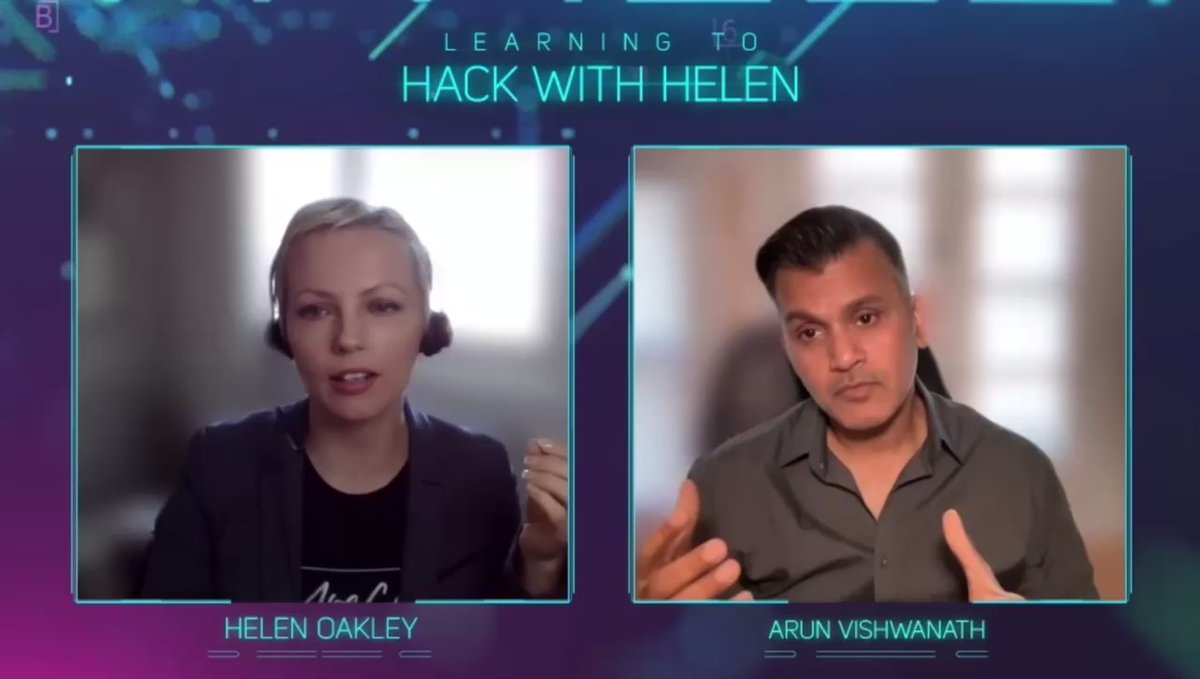 LEARNING TO
HACK WITH HELEN
HELEN OAKLEY
ARUN VISHWANATH